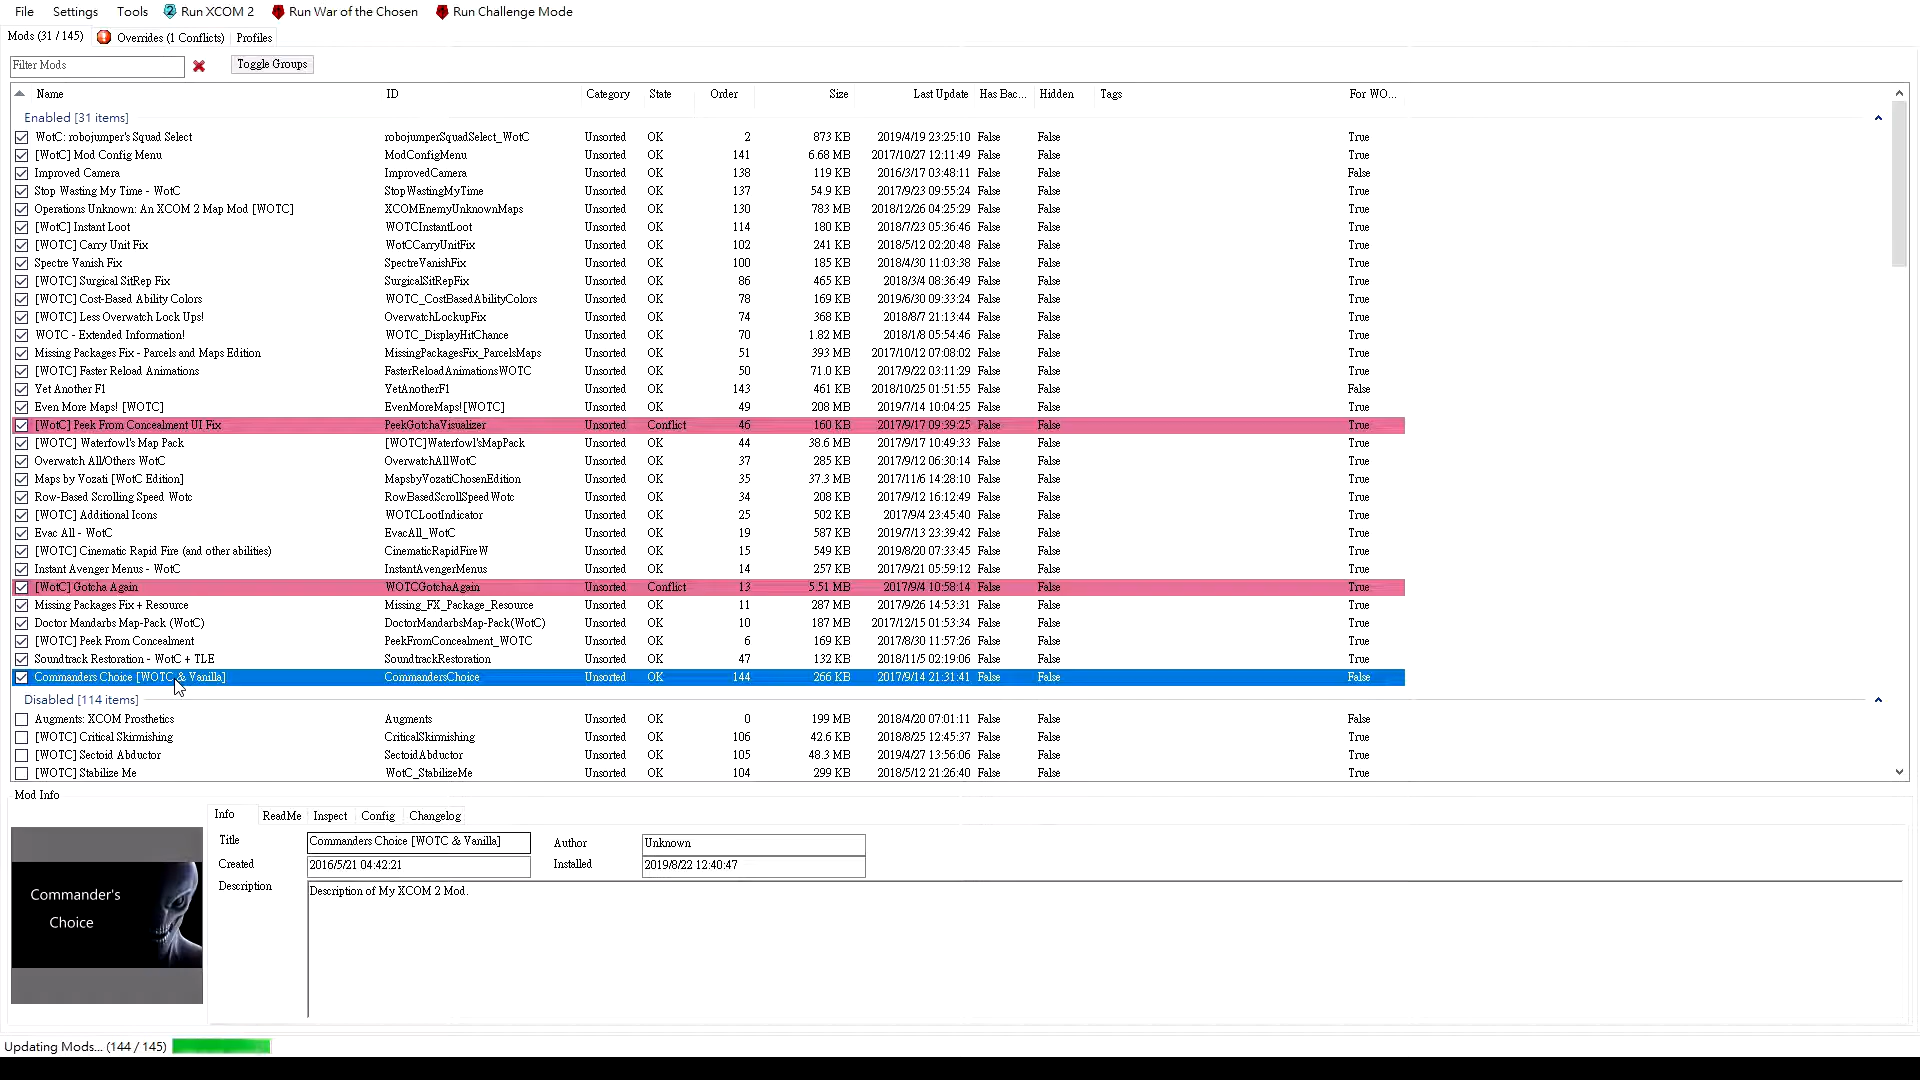 File Settings Tools Run XCOM 2 Run War of the Chosen Run Challenge Mode
Mods (31 / 145) Overrides (1 Conflicts) Profiles
Filter Mods Toggle Groups
Name ID Category State Order Size Last Update Has Bac... Hidden Tags For WO...
Enabled [31 items]
WotC: robojumper's Squad Select robojumperSquadSelect_WotC Unsorted OK 2 873 KB 2019/4/19 23:25:10 False False True
[WotC] Mod Config Menu ModConfigMenu Unsorted OK 141 6.68 MB 2017/10/27 12:11:49 False False True
Improved Camera ImprovedCamera Unsorted OK 138 119 KB 2016/3/17 03:48:11 False False False
Stop Wasting My Time - WotC StopWastingMyTime Unsorted OK 137 54.9 KB 2017/9/23 09:55:24 False False True
Operations Unknown: An XCOM 2 Map Mod [WOTC] XCOMEnemyUnknownMaps Unsorted OK 130 783 MB 2018/12/26 04:25:29 False False True
[WotC] Instant Loot WOTCInstantLoot Unsorted OK 114 180 KB 2018/7/23 05:36:46 False False True
[WOTC] Carry Unit Fix WotCCarryUnitFix Unsorted OK 102 241 KB 2018/5/12 02:20:48 False False True
Spectre Vanish Fix SpectreVanishFix Unsorted OK 100 185 KB 2018/4/30 11:03:38 False False True
[WOTC] Surgical SitRep Fix SurgicalSitRepFix Unsorted OK 86 465 KB 2018/3/4 08:36:49 False False True
[WOTC] Cost-Based Ability Colors WOTC_CostBasedAbilityColors Unsorted OK 78 169 KB 2019/6/30 09:33:24 False False True
[WOTC] Less Overwatch Lock Ups! OverwatchLockupFix Unsorted OK 74 368 KB 2018/8/7 21:13:44 False False True
WOTC - Extended Information! WOTC_DisplayHitChance Unsorted OK 70 1.82 MB 2018/1/8 05:54:46 False False True
Missing Packages Fix - Parcels and Maps Edition MissingPackagesFix_ParcelsMaps Unsorted OK 51 393 MB 2017/10/12 07:08:02 False False True
[WOTC] Faster Reload Animations FasterReloadAnimationsWOTC Unsorted OK 50 71.0 KB 2017/9/22 03:11:29 False False True
Yet Another F1 YetAnotherF1 Unsorted OK 143 461 KB 2018/10/25 01:51:55 False False False
Even More Maps! [WOTC] EvenMoreMaps![WOTC] Unsorted OK 49 208 MB 2019/7/14 10:04:25 False False True
[WotC] Peek From Concealment UI Fix PeekGotchaVisualizer Unsorted Conflict 46 160 KB 2017/9/17 09:39:25 False False True
[WOTC] Waterfowl's Map Pack [WOTC]Waterfowl'sMapPack Unsorted OK 44 38.6 MB 2017/9/17 10:49:33 False False True
Overwatch All/Others WotC OverwatchAllWotC Unsorted OK 37 285 KB 2017/9/12 06:30:14 False False True
Maps by Vozati [WotC Edition] MapsbyVozatiChosenEdition Unsorted OK 35 37.3 MB 2017/11/6 14:28:10 False False True
Row-Based Scrolling Speed Wotc RowBasedScrollSpeedWotc Unsorted OK 34 208 KB 2017/9/12 16:12:49 False False True
[WOTC] Additional Icons WOTCLootIndicator Unsorted OK 25 502 KB 2017/9/4 23:45:40 False False True
Evac All - WotC EvacAll_WotC Unsorted OK 19 587 KB 2019/7/13 23:39:42 False False True
[WOTC] Cinematic Rapid Fire (and other abilities) CinematicRapidFireW Unsorted OK 15 549 KB 2019/8/20 07:33:45 False False True
Instant Avenger Menus - WotC InstantAvengerMenus Unsorted OK 14 257 KB 2017/9/21 05:59:12 False False True
[WotC] Gotcha Again WOTCGotchaAgain Unsorted Conflict 13 5.51 MB 2017/9/4 10:58:14 False False True
Missing Packages Fix + Resource Missing_FX_Package_Resource Unsorted OK 11 287 MB 2017/9/26 14:53:31 False False True
Doctor Mandarbs Map-Pack (WotC) DoctorMandarbsMap-Pack(WotC) Unsorted OK 10 187 MB 2017/12/15 01:53:34 False False True
[WOTC] Peek From Concealment PeekFromConcealment_WOTC Unsorted OK 6 169 KB 2017/8/30 11:57:26 False False True
Soundtrack Restoration - WotC + TLE SoundtrackRestoration Unsorted OK 47 132 KB 2018/11/5 02:19:06 False False True
Commanders Choice [WOTC & Vanilla] CommandersChoice Unsorted OK 144 266 KB 2017/9/14 21:31:41 False False False
Disabled [114 items]
Augments: XCOM Prosthetics Augments Unsorted OK 0 199 MB 2018/4/20 07:01:11 False False False
[WOTC] Critical Skirmishing CriticalSkirmishing Unsorted OK 106 42.6 KB 2018/8/25 12:45:37 False False True
[WOTC] Sectoid Abductor SectoidAbductor Unsorted OK 105 48.3 MB 2019/4/27 13:56:06 False False True
[WOTC] Stabilize Me WotC_StabilizeMe Unsorted OK 104 299 KB 2018/5/12 21:26:40 False False True
Mod Info
Info ReadMe Inspect Config Changelog
Title Commanders Choice [WOTC & Vanilla] Author Unknown
Created 2016/5/21 04:42:21 Installed 2019/8/22 12:40:47
Description Description of My XCOM 2 Mod.
Commander's
Choice
Updating Mods... (144 / 145)